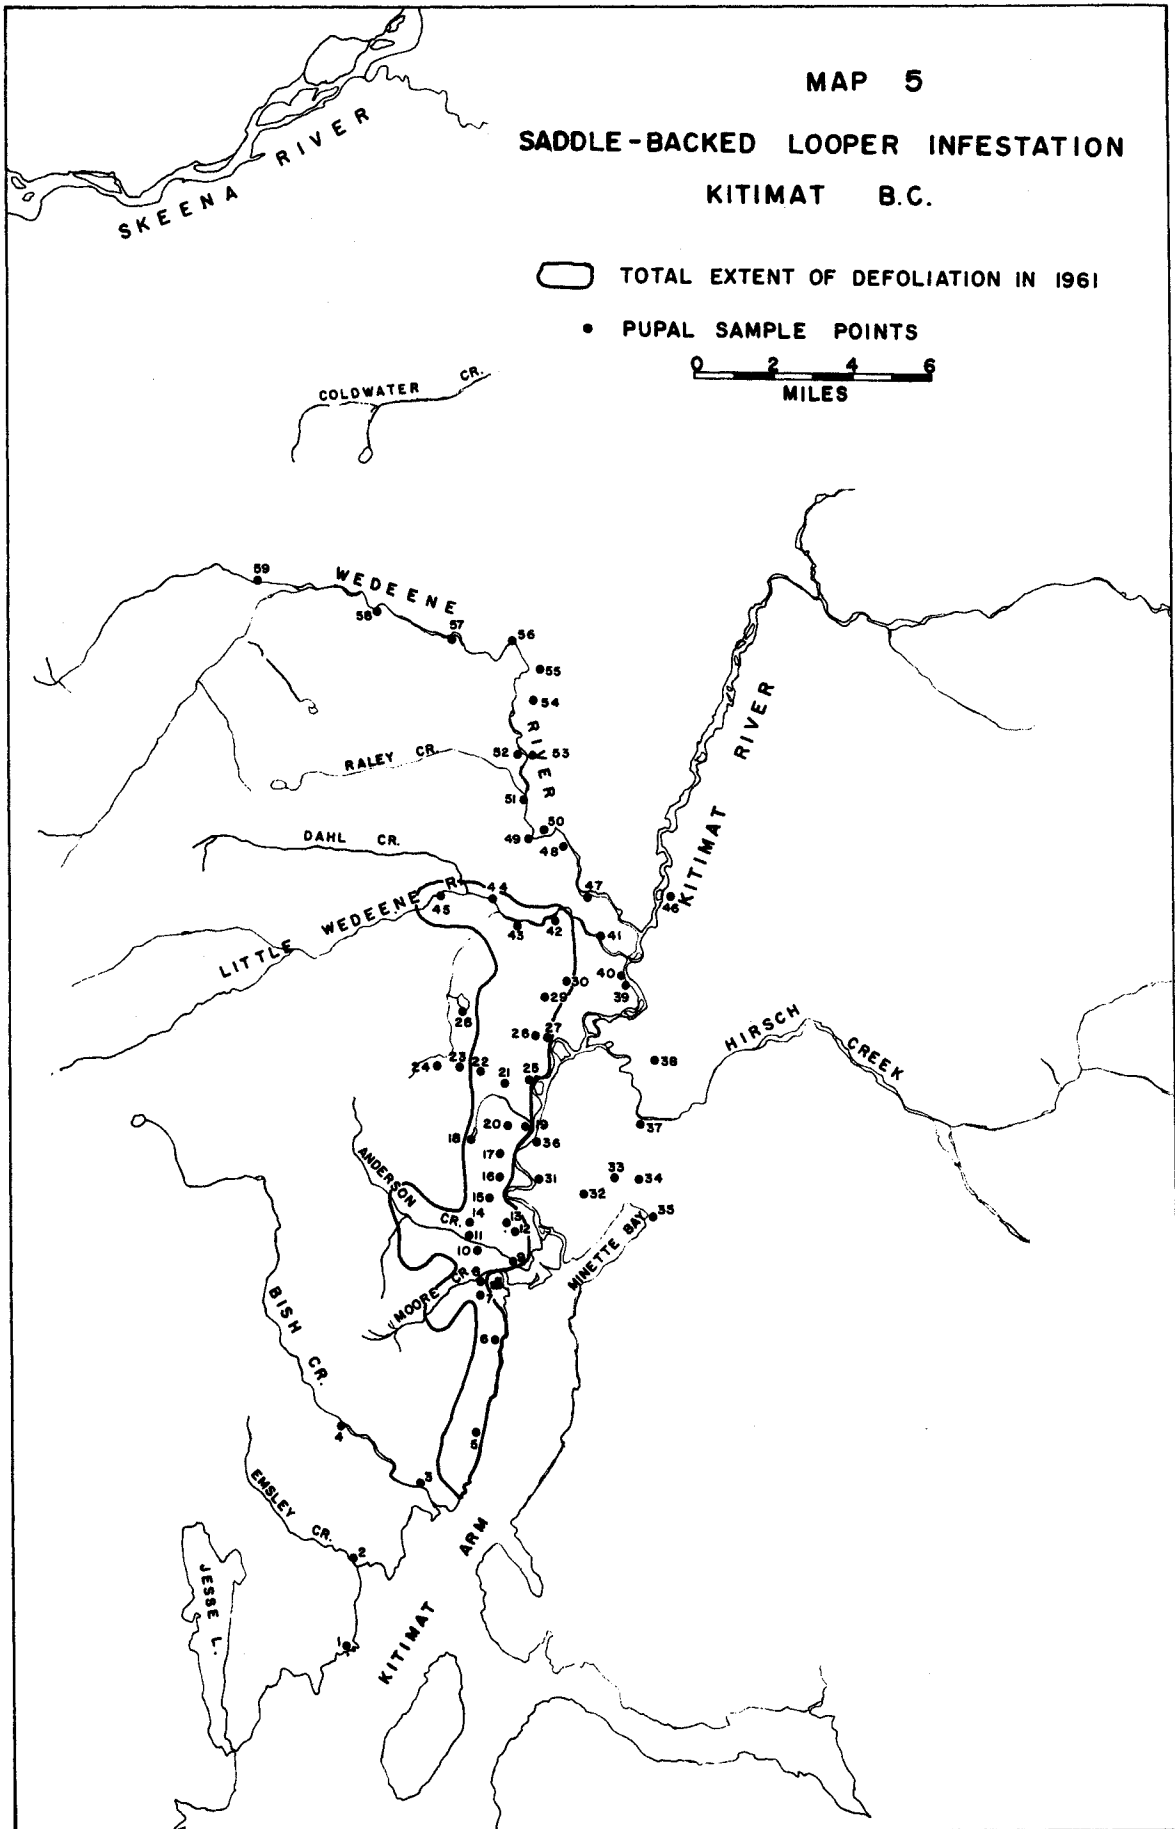 MAP 5
SADDLE-BACKED LOOPER INFESTATION
KITIMAT B.C.
TOTAL EXTENT OF DEFOLIATION IN 1961
PUPAL SAMPLE POINTS
0 2 4 6
MILES
SKEENA RIVER
COLDWATER CR.
59
WEDEENE RIVER
58
57
56
55
54
52 53
RALEY CR.
51
50
49
48
DAHL CR.
KITIMAT RIVER
47
46
44
45
LITTLE WEDEENE R.
43
42
41
40
39
30
29
28
26 27
HIRSCH CREEK
38
24 23 22
21
25
37
20 19
18
36
17
16
31
33
34
32
15
35
ANDERSON CR.
14
13
12
11
10
9
MINETTE BAY
MOORE CR.
8
7
6
BISH CR.
5
4
3
EMSLEY CR.
2
JESSE L.
1
KITIMAT ARM